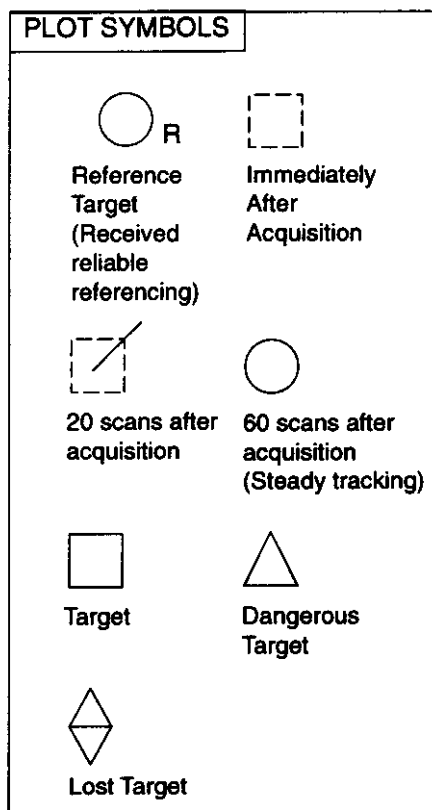 PLOT SYMBOLS
R
Reference
Target
(Received
reliable
referencing)
Immediately
After
Acquisition
20 scans after
acquisition
60 scans after
acquisition
(Steady tracking)
Target
Dangerous
Target
Lost Target